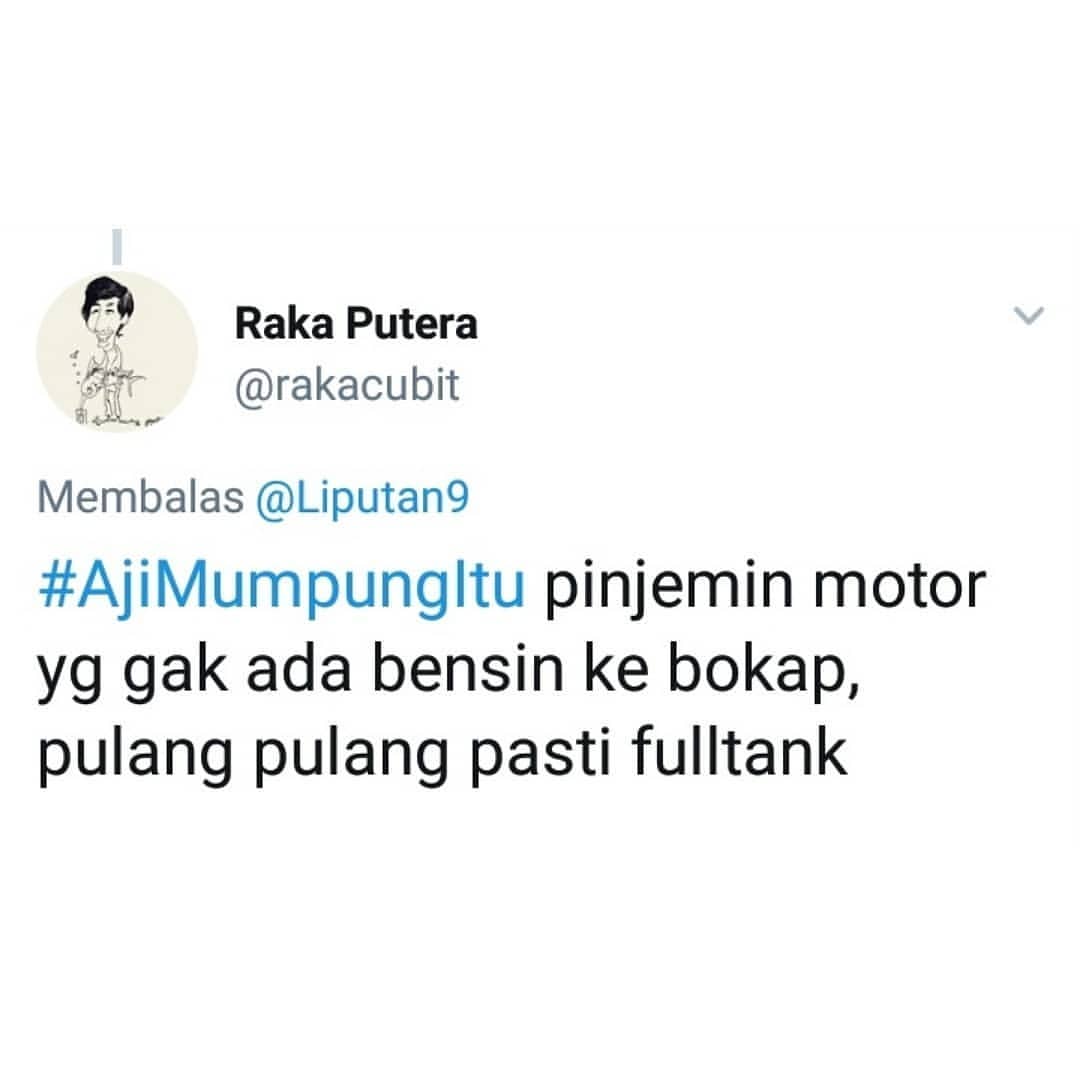 Raka Putera
@rakacubit
Membalas @Liputan9
#AjiMumpungItu pinjemin motor
yg gak ada bensin ke bokap,
pulang pulang pasti fulltank